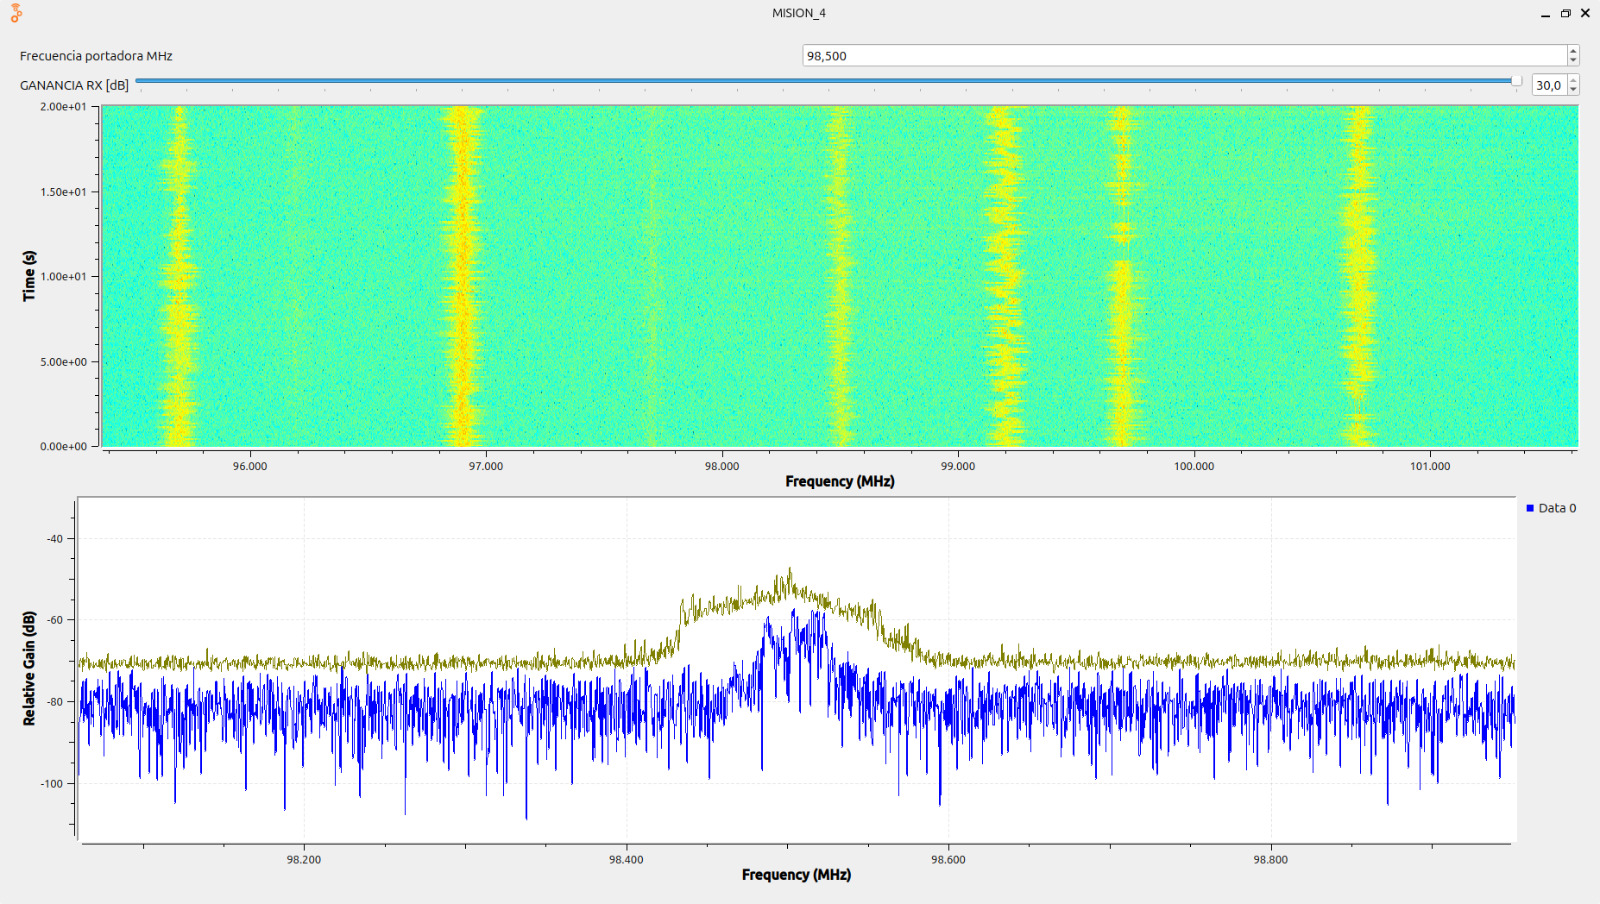 MISION_4
Frecuencia portadora MHz
98,500
GANANCIA RX [dB]
30,0
2.00e+01
1.50e+01
1.00e+01
5.00e+00
0.00e+00
Time (s)
96.000 97.000 98.000 99.000 100.000 101.000
Frequency (MHz)
Data 0
-40
-60
-80
-100
Relative Gain (dB)
98.200 98.400 98.600 98.800
Frequency (MHz)